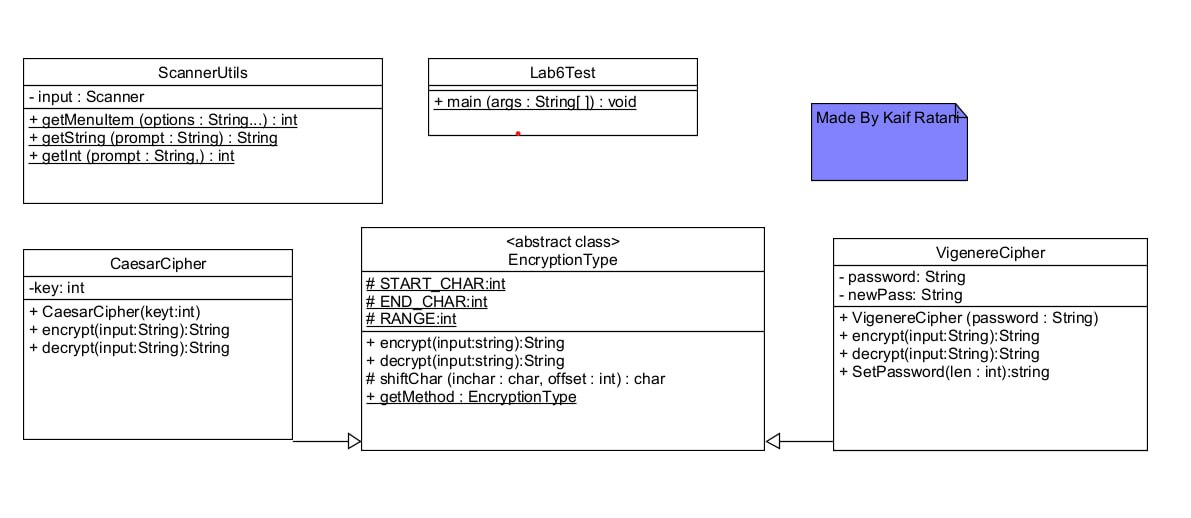 ScannerUtils
- input : Scanner
+ getMenuItem (options : String...) : int
+ getString (prompt : String) : String
+ getInt (prompt : String,) : int
Lab6Test
+ main (args : String[ ]) : void
Made By Kaif Ratani
CaesarCipher
-key: int
+ CaesarCipher(keyt:int)
+ encrypt(input:String):String
+ decrypt(input:String):String
<abstract class>
EncryptionType
# START_CHAR:int
# END_CHAR:int
# RANGE:int
+ encrypt(input:string):String
+ decrypt(input:string):String
# shiftChar (inchar : char, offset : int) : char
+ getMethod : EncryptionType
VigenereCipher
- password: String
- newPass: String
+ VigenereCipher (password : String)
+ encrypt(input:String):String
+ decrypt(input:String):String
+ SetPassword(len : int):string